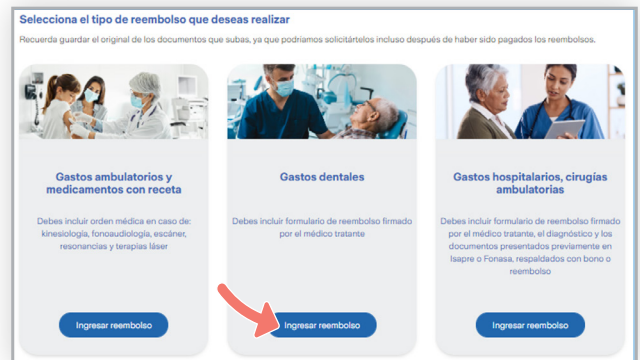 Selecciona el tipo de reembolso que deseas realizar
Recuerda guardar el original de los documentos que subas, ya que podríamos solicitártelos incluso después de haber sido pagados los reembolsos.
Gastos ambulatorios y
medicamentos con receta
Debes incluir orden médica en caso de:
kinesiología, fonoaudiología, escáner,
resonancias y terapias láser
Ingresar reembolso
Gastos dentales
Debes incluir formulario de reembolso firmado
por el médico tratante
Ingresar reembolso
Gastos hospitalarios, cirugías
ambulatorias
Debes incluir formulario de reembolso firmado
por el médico tratante, el diagnóstico y los
documentos presentados previamente en
Isapre o Fonasa, respaldados con bono o
reembolso
Ingresar reembolso